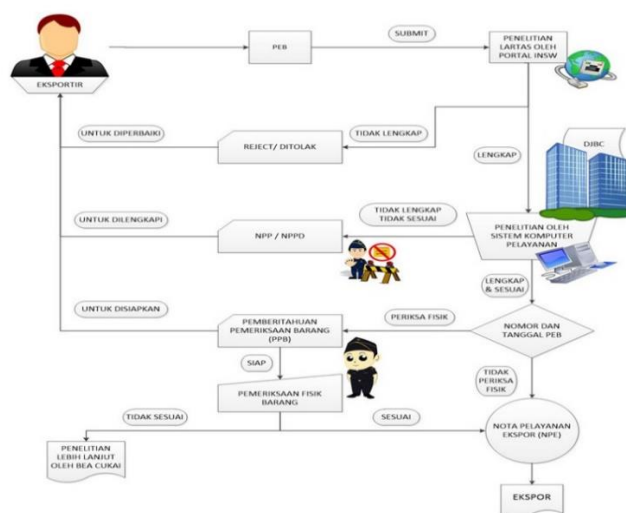 PEB
SUBMIT
PENELITIAN
LARTAS OLEH
PORTAL INSW
EKSPORTIR
UNTUK DIPERBAIKI
REJECT/ DITOLAK
TIDAK LENGKAP
LENGKAP
DJBC
UNTUK DILENGKAPI
NPP / NPPD
TIDAK LENGKAP
TIDAK SESUAI
PENELITIAN OLEH
SISTEM KOMPUTER
PELAYANAN
LENGKAP
& SESUAI
UNTUK DISIAPKAN
PEMBERITAHUAN
PEMERIKSAAN BARANG
(PPB)
PERIKSA FISIK
NOMOR DAN
TANGGAL PEB
SIAP
PEMERIKSAAN FISIK
BARANG
TIDAK
PERIKSA
FISIK
TIDAK SESUAI
SESUAI
NOTA PELAYANAN
EKSPOR (NPE)
PENELITIAN
LEBIH LANJUT
OLEH BEA CUKAI
EKSPOR